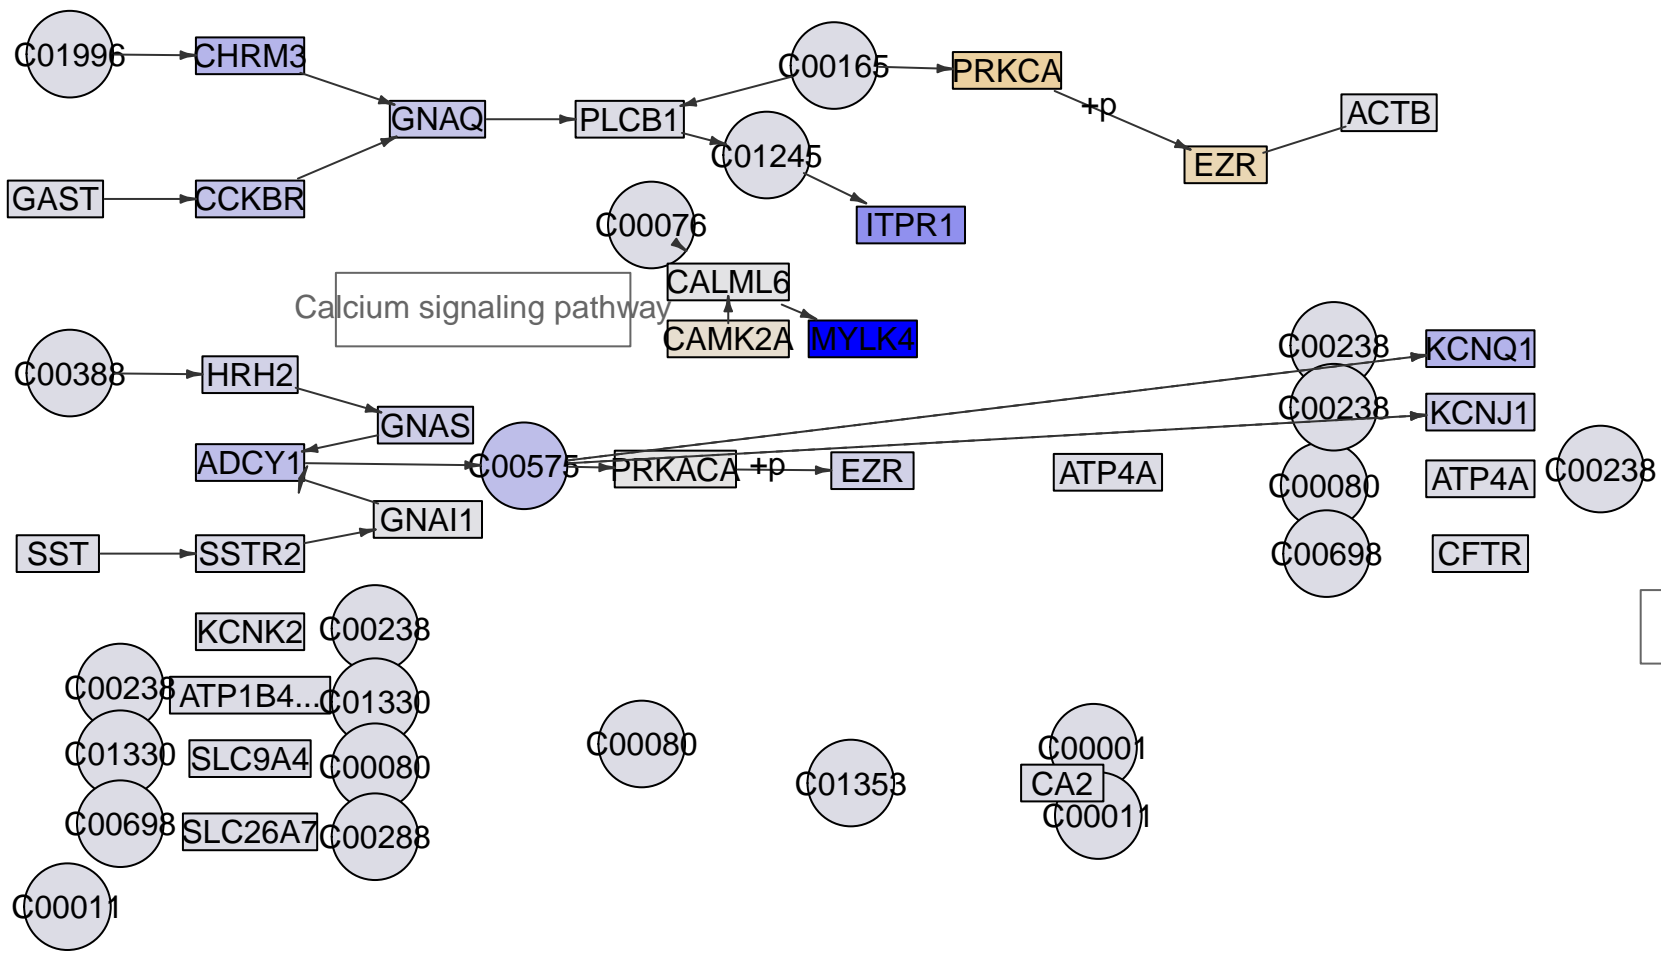 C01996
CHRM3
C00165
PRKCA
+p
ACTB
GNAQ
PLCB1
C01245
EZR
GAST
CCKBR
C00076
ITPR1
Calcium signaling pathway
CALML6
CAMK2A
MYLK4
C00238
KCNQ1
C00388
HRH2
C00238
KCNJ1
GNAS
ADCY1
C00575
PRKACA
+p
EZR
ATP4A
C00080
ATP4A
C00238
GNAI1
SST
SSTR2
C00698
CFTR
KCNK2
C00238
C00238
ATP1B4...
C01330
C01330
SLC9A4
C00080
C00080
C01353
C00001
CA2
C00011
C00698
SLC26A7
C00288
C00011